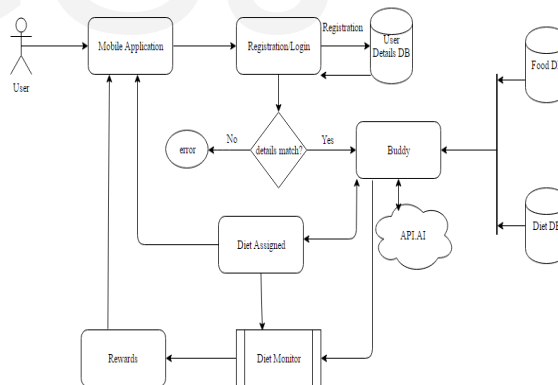 Registration
User
Details DB
Mobile Application
Registration/Login
Food D
User
No
Yes
error
details match?
Buddy
Diet Assigned
API.AI
Diet DB
Rewards
Diet Monitor